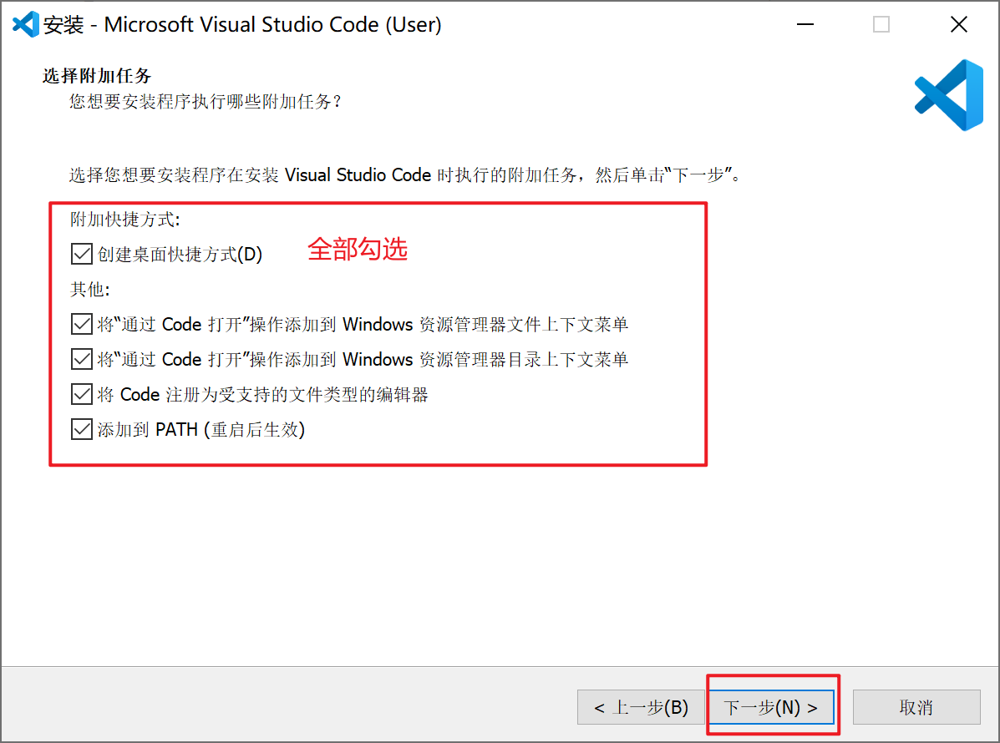 安装 - Microsoft Visual Studio Code (User)
选择附加任务
您想要安装程序执行哪些附加任务？
选择您想要安装程序在安装 Visual Studio Code 时执行的附加任务，然后单击“下一步”。
附加快捷方式:
创建桌面快捷方式(D)
全部勾选
其他:
将“通过 Code 打开”操作添加到 Windows 资源管理器文件上下文菜单
将“通过 Code 打开”操作添加到 Windows 资源管理器目录上下文菜单
将 Code 注册为受支持的文件类型的编辑器
添加到 PATH (重启后生效)
< 上一步(B)
下一步(N) >
取消